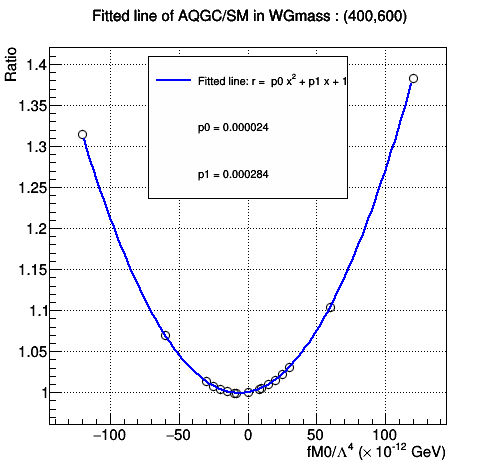 Fitted line of AQGC/SM in WGmass : (400,600)
Ratio
Fitted line: r = p0 x² + p1 x + 1
p0 = 0.000024
p1 = 0.000284
1.4
1.35
1.3
1.25
1.2
1.15
1.1
1.05
1
−100 −50 0 50 100
fM0/Λ⁴ (× 10⁻¹² GeV)